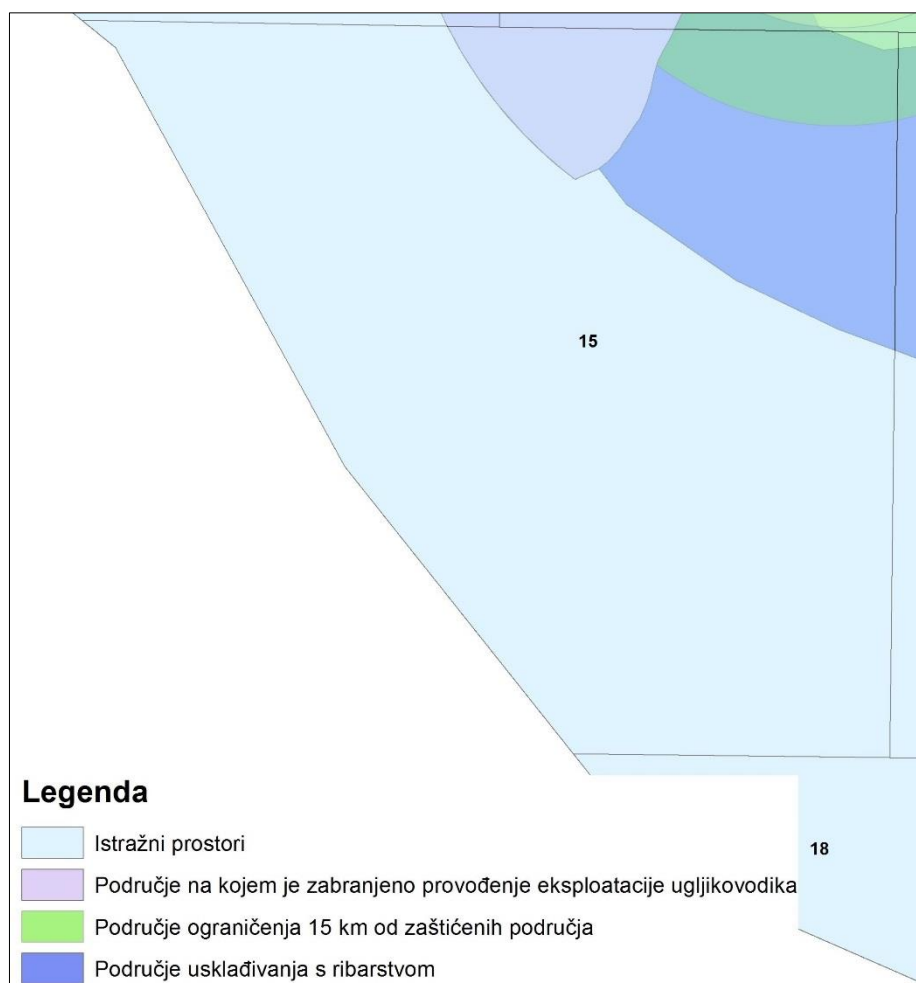 15
Legenda
Istražni prostori
18
Područje na kojem je zabranjeno provođenje eksploatacije ugljikovodika
Područje ograničenja 15 km od zaštićenih područja
Područje usklađivanja s ribarstvom